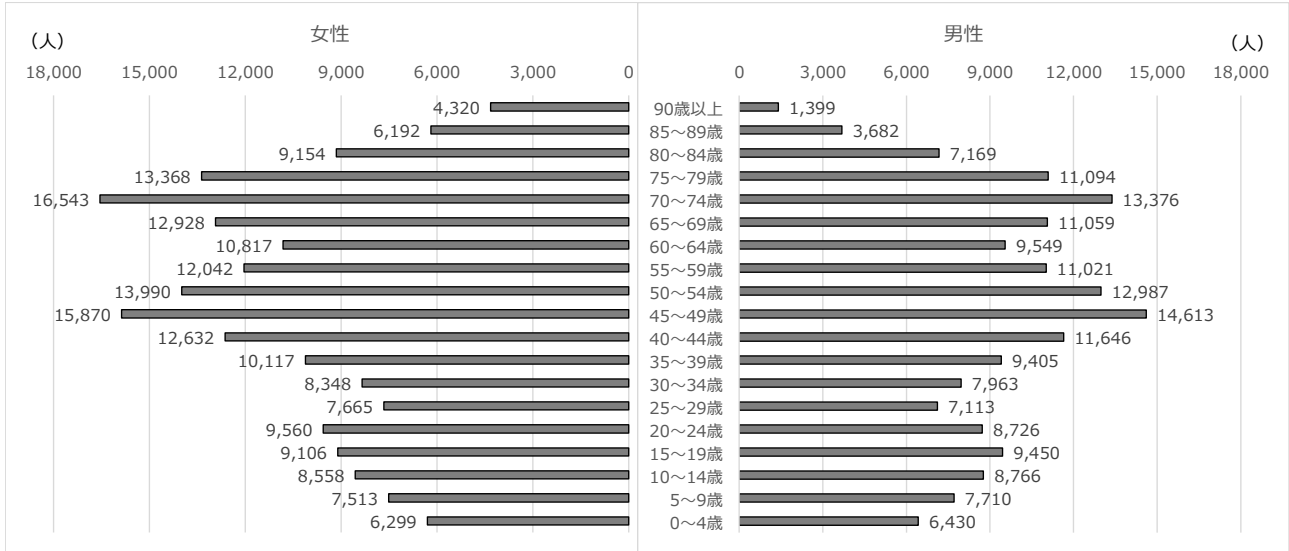 女性 男性
(人) (人)
18,000 15,000 12,000 9,000 6,000 3,000 0 0 3,000 6,000 9,000 12,000 15,000 18,000
4,320 90歳以上 1,399
6,192 85～89歳 3,682
9,154 80～84歳 7,169
13,368 75～79歳 11,094
16,543 70～74歳 13,376
12,928 65～69歳 11,059
10,817 60～64歳 9,549
12,042 55～59歳 11,021
13,990 50～54歳 12,987
15,870 45～49歳 14,613
12,632 40～44歳 11,646
10,117 35～39歳 9,405
8,348 30～34歳 7,963
7,665 25～29歳 7,113
9,560 20～24歳 8,726
9,106 15～19歳 9,450
8,558 10～14歳 8,766
7,513 5～9歳 7,710
6,299 0～4歳 6,430